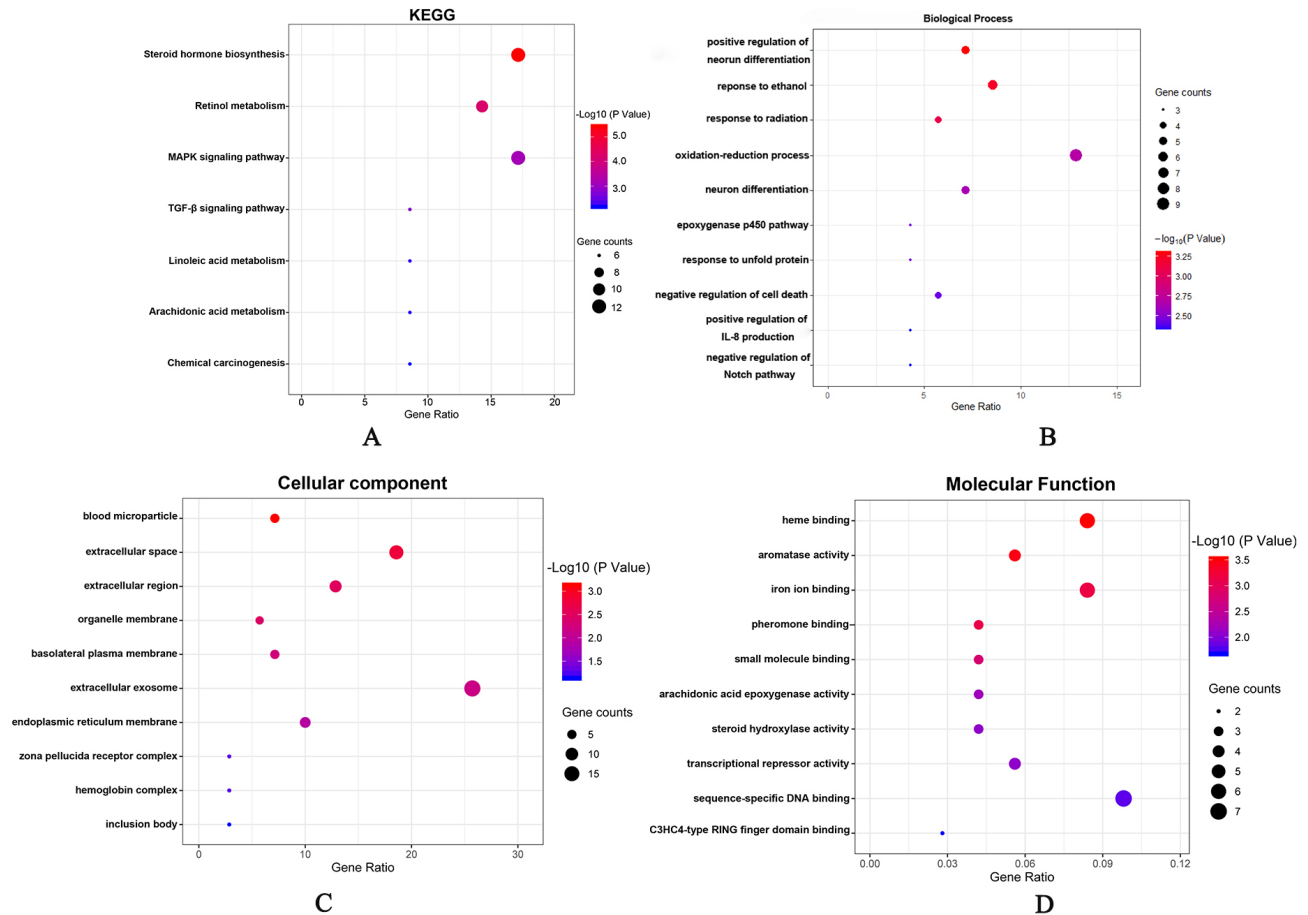 KEGG
Steroid hormone biosynthesis
Retinol metabolism
MAPK signaling pathway
TGF-β signaling pathway
Linoleic acid metabolism
Arachidonic acid metabolism
Chemical carcinogenesis
0 5 10 15 20
Gene Ratio
-Log10 (P Value)
5.0
4.0
3.0
Gene counts
6
8
10
12
A
Biological Process
positive regulation of
neorun differentiation
reponse to ethanol
response to radiation
oxidation-reduction process
neuron differentiation
epoxygenase p450 pathway
response to unfold protein
negative regulation of cell death
positive regulation of
IL-8 production
negative regulation of
Notch pathway
0 5 10 15
Gene Ratio
Gene counts
3
4
5
6
7
8
9
−log₁₀(P Value)
3.25
3.00
2.75
2.50
B
Cellular component
blood microparticle
extracellular space
extracellular region
organelle membrane
basolateral plasma membrane
extracellular exosome
endoplasmic reticulum membrane
zona pellucida receptor complex
hemoglobin complex
inclusion body
0 10 20 30
Gene Ratio
-Log10 (P Value)
3.0
2.5
2.0
1.5
Gene counts
5
10
15
C
Molecular Function
heme binding
aromatase activity
iron ion binding
pheromone binding
small molecule binding
arachidonic acid epoxygenase activity
steroid hydroxylase activity
transcriptional repressor activity
sequence-specific DNA binding
C3HC4-type RING finger domain binding
0.00 0.03 0.06 0.09 0.12
Gene Ratio
-Log10 (P Value)
3.5
3.0
2.5
2.0
Gene counts
2
3
4
5
6
7
D